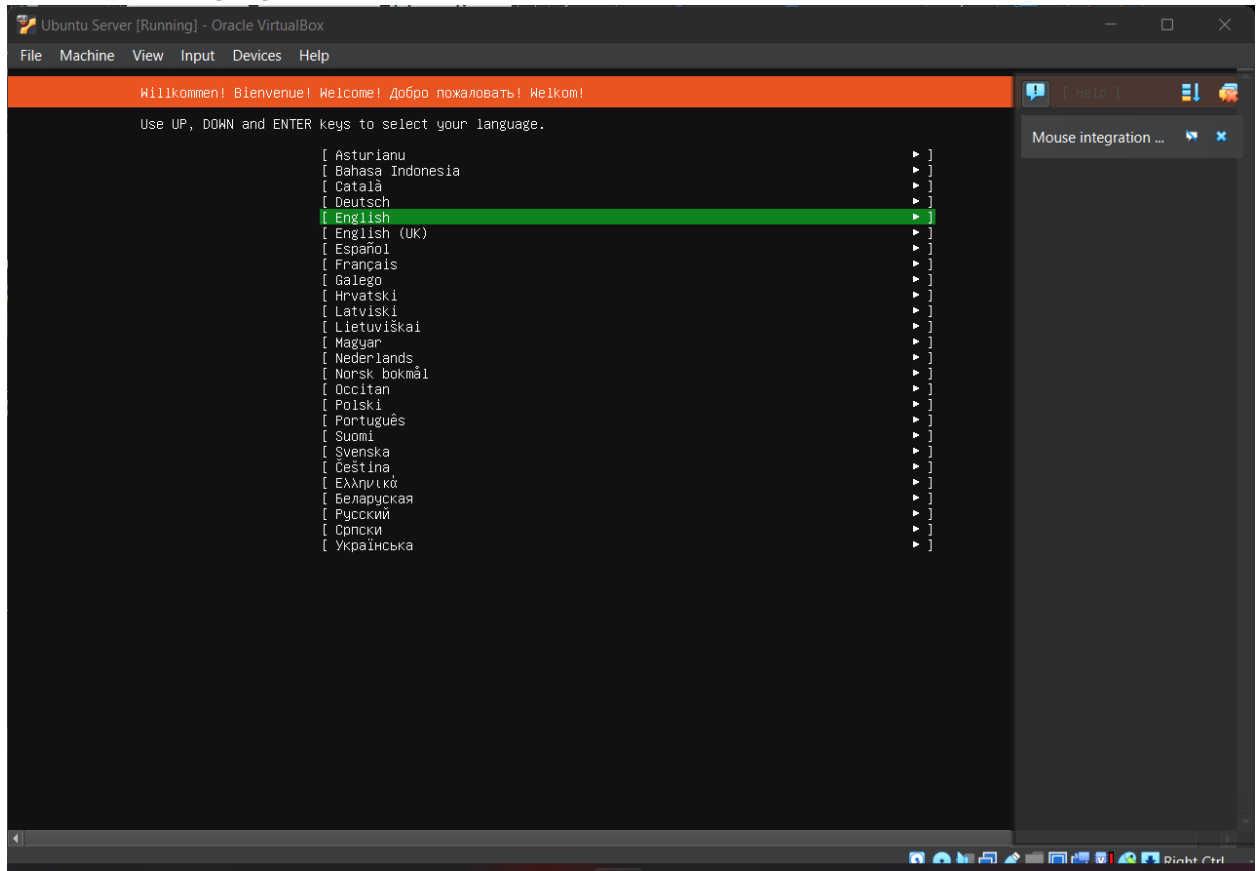 Ubuntu Server [Running] - Oracle VirtualBox
File Machine View Input Devices Help
Willkommen! Bienvenue! Welcome! Добро пожаловать! Welkom!
[ Help ]
Use UP, DOWN and ENTER keys to select your language.
Mouse integration ...
[ Asturianu ► ]
[ Bahasa Indonesia ► ]
[ Català ► ]
[ Deutsch ► ]
[ English ► ]
[ English (UK) ► ]
[ Español ► ]
[ Français ► ]
[ Galego ► ]
[ Hrvatski ► ]
[ Latviski ► ]
[ Lietuviškai ► ]
[ Magyar ► ]
[ Nederlands ► ]
[ Norsk bokmål ► ]
[ Occitan ► ]
[ Polski ► ]
[ Português ► ]
[ Suomi ► ]
[ Svenska ► ]
[ Čeština ► ]
[ Ελληνικά ► ]
[ Беларуская ► ]
[ Русский ► ]
[ Српски ► ]
[ Українська ► ]
Right Ctrl